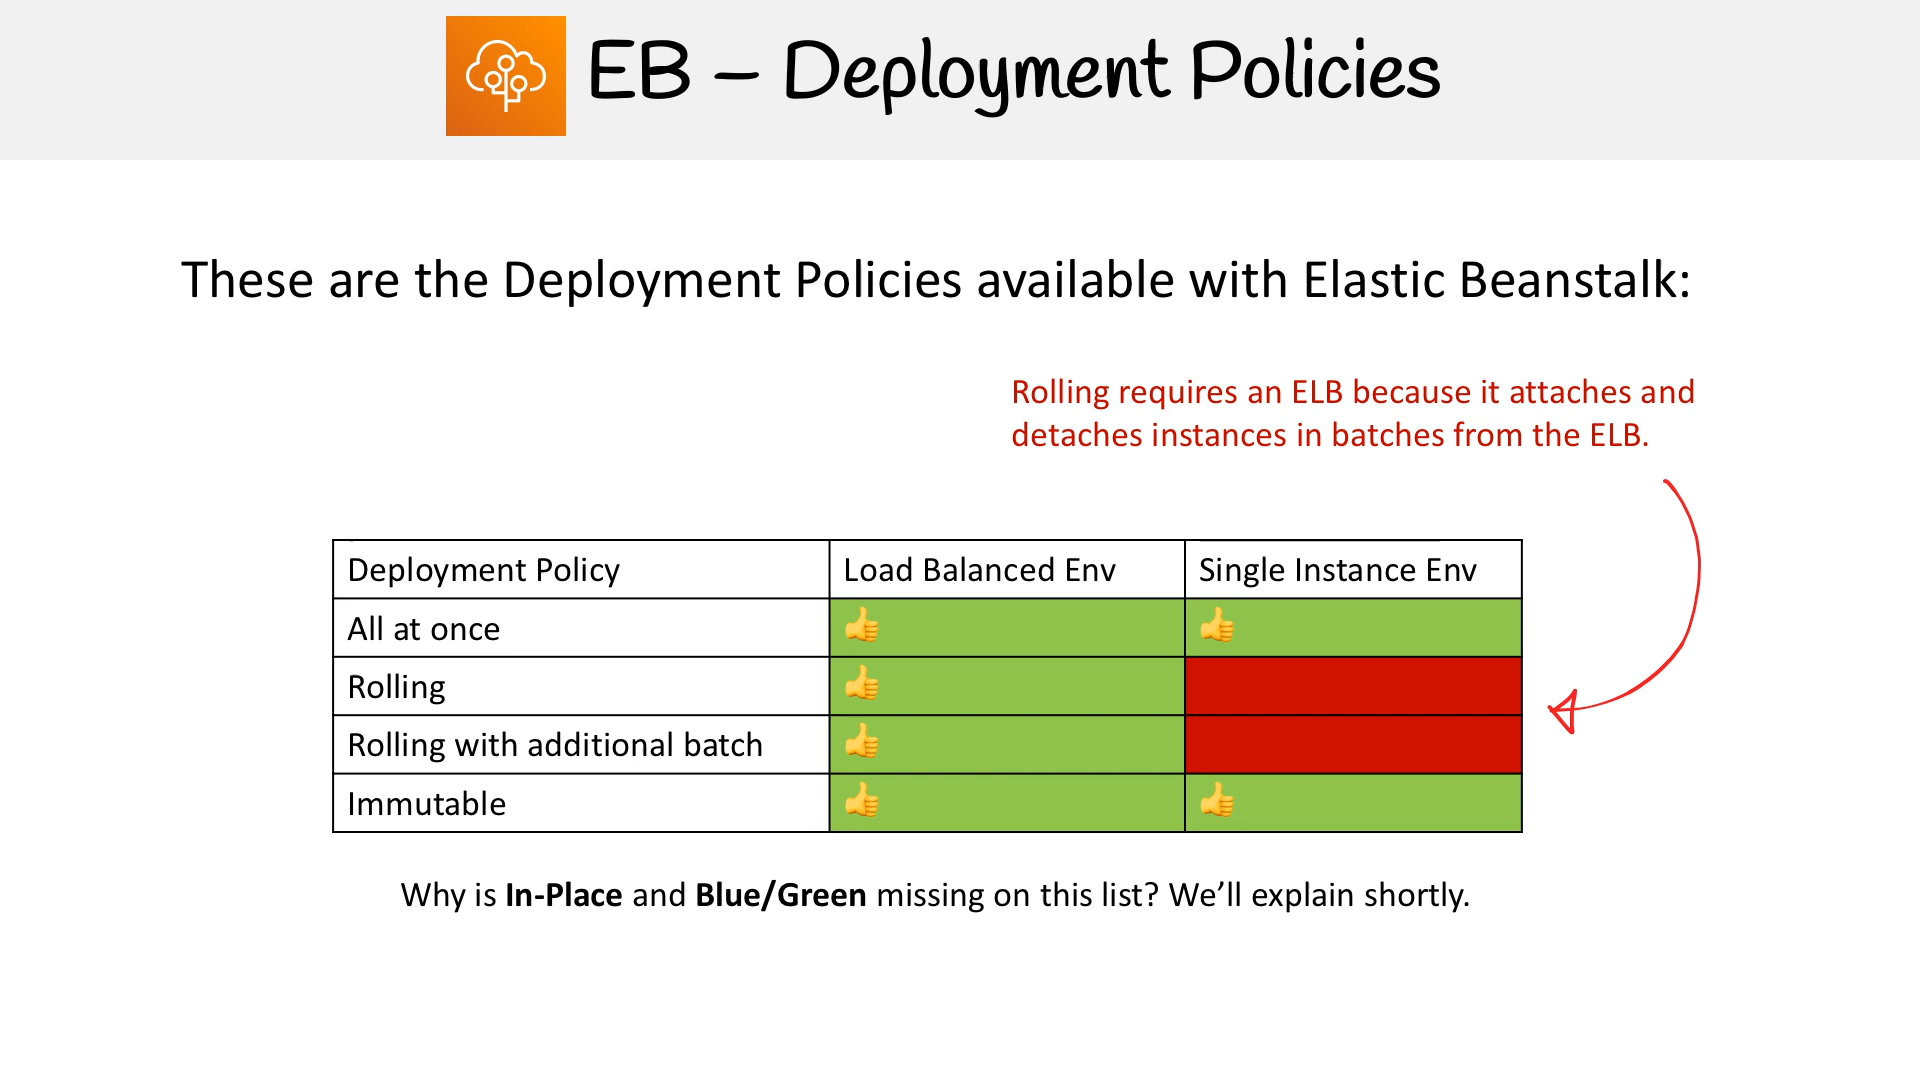 EB – Deployment Policies
These are the Deployment Policies available with Elastic Beanstalk:
Rolling requires an ELB because it attaches and
detaches instances in batches from the ELB.
Deployment Policy Load Balanced Env Single Instance Env
All at once 👍 👍
Rolling 👍
Rolling with additional batch 👍
Immutable 👍 👍
Why is In-Place and Blue/Green missing on this list? We’ll explain shortly.